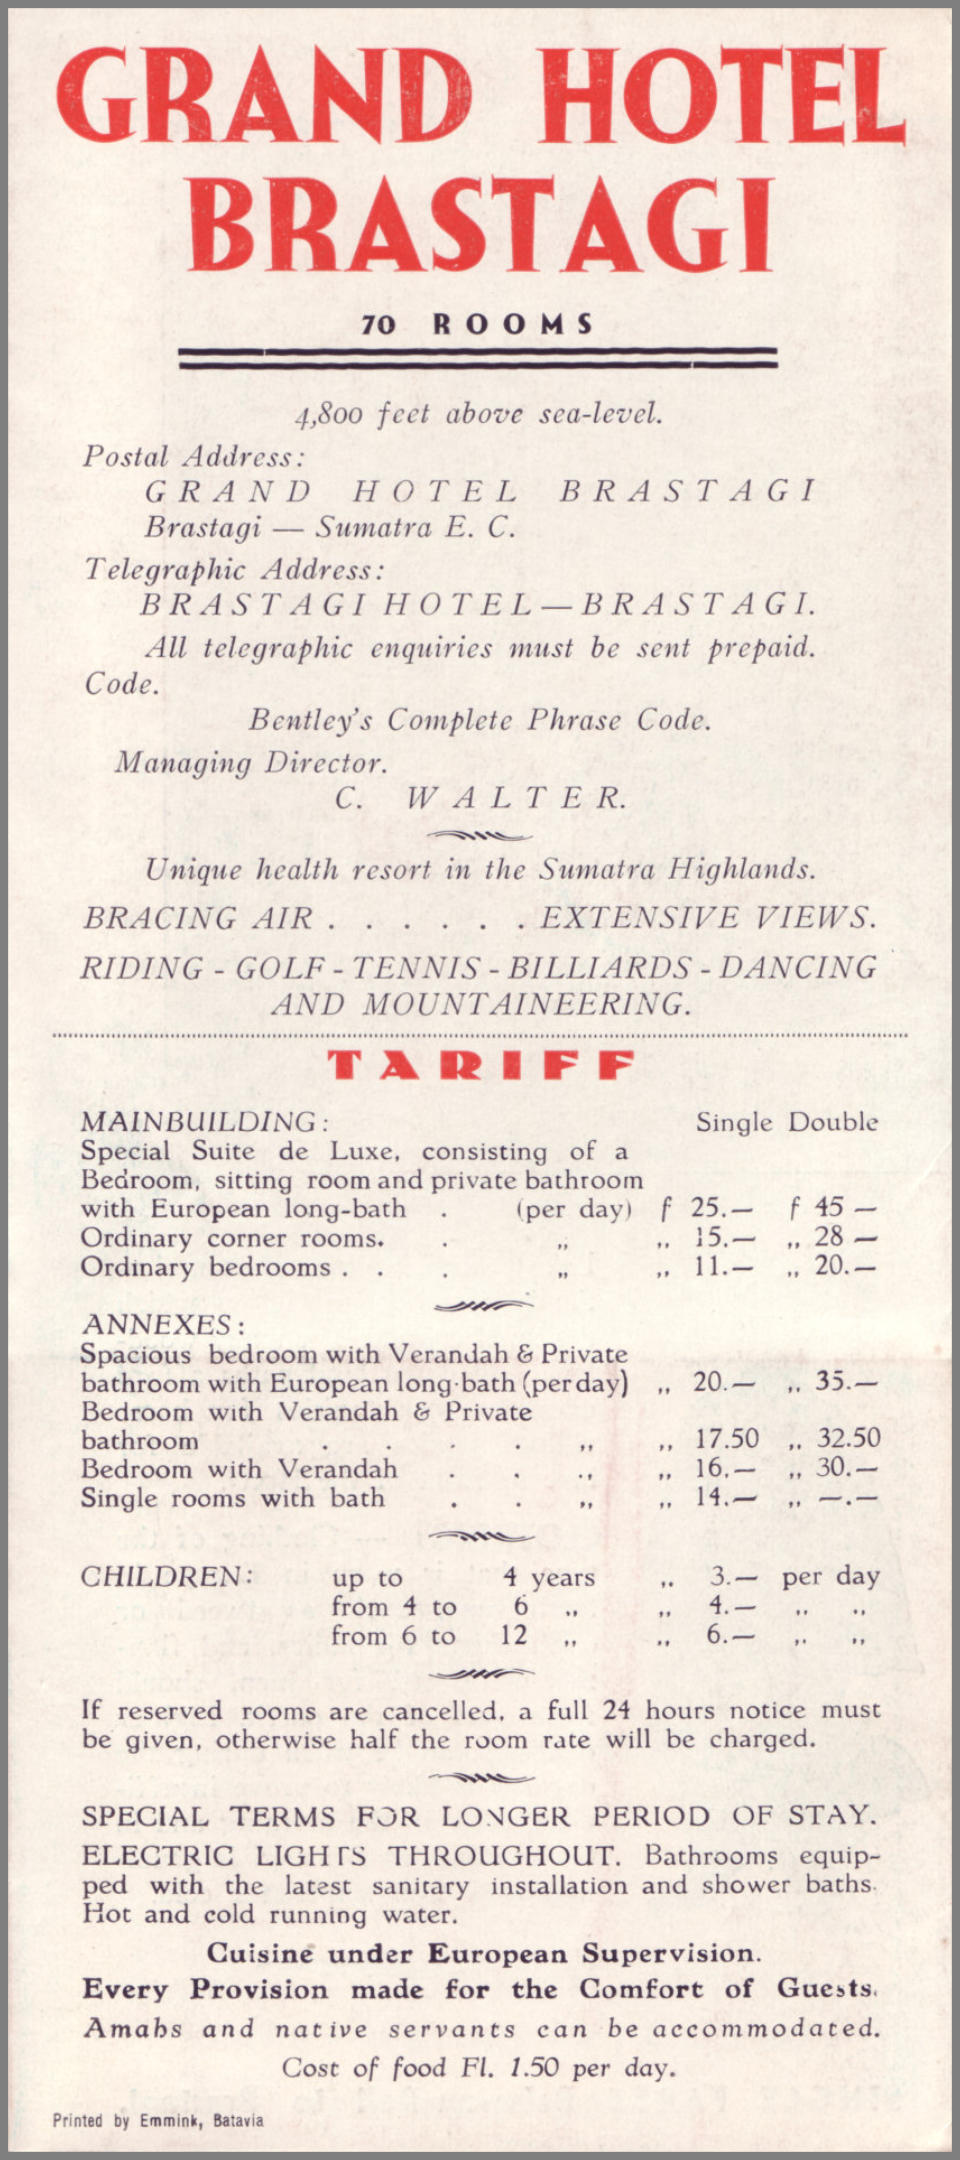 GRAND HOTEL
BRASTAGI
70 ROOMS
4,800 feet above sea-level.
Postal Address:
GRAND HOTEL BRASTAGI
Brastagi — Sumatra E. C.
Telegraphic Address:
BRASTAGI HOTEL—BRASTAGI.
All telegraphic enquiries must be sent prepaid.
Code.
Bentley's Complete Phrase Code.
Managing Director.
C. WALTER.
Unique health resort in the Sumatra Highlands.
BRACING AIR . . . . . . EXTENSIVE VIEWS.
RIDING - GOLF - TENNIS - BILLIARDS - DANCING
AND MOUNTAINEERING.
TARIFF
MAINBUILDING: Single Double
Special Suite de Luxe, consisting of a
Bedroom, sitting room and private bathroom
with European long-bath . (per day) f 25.— f 45 —
Ordinary corner rooms. . „ „ 15.— „ 28 —
Ordinary bedrooms . . . „ „ 11.— „ 20.—
ANNEXES:
Spacious bedroom with Verandah & Private
bathroom with European long-bath (per day) „ 20.— „ 35.—
Bedroom with Verandah & Private
bathroom . . . . „ „ 17.50 „ 32.50
Bedroom with Verandah . . „ „ 16.— „ 30.—
Single rooms with bath . . „ „ 14.— „ —.—
CHILDREN: up to 4 years „ 3.— per day
from 4 to 6 „ „ 4.— „ „
from 6 to 12 „ „ 6.— „ „
If reserved rooms are cancelled, a full 24 hours notice must
be given, otherwise half the room rate will be charged.
SPECIAL TERMS FOR LONGER PERIOD OF STAY.
ELECTRIC LIGHTS THROUGHOUT. Bathrooms equip-
ped with the latest sanitary installation and shower baths.
Hot and cold running water.
Cuisine under European Supervision.
Every Provision made for the Comfort of Guests.
Amahs and native servants can be accommodated.
Cost of food Fl. 1.50 per day.
Printed by Emmink, Batavia